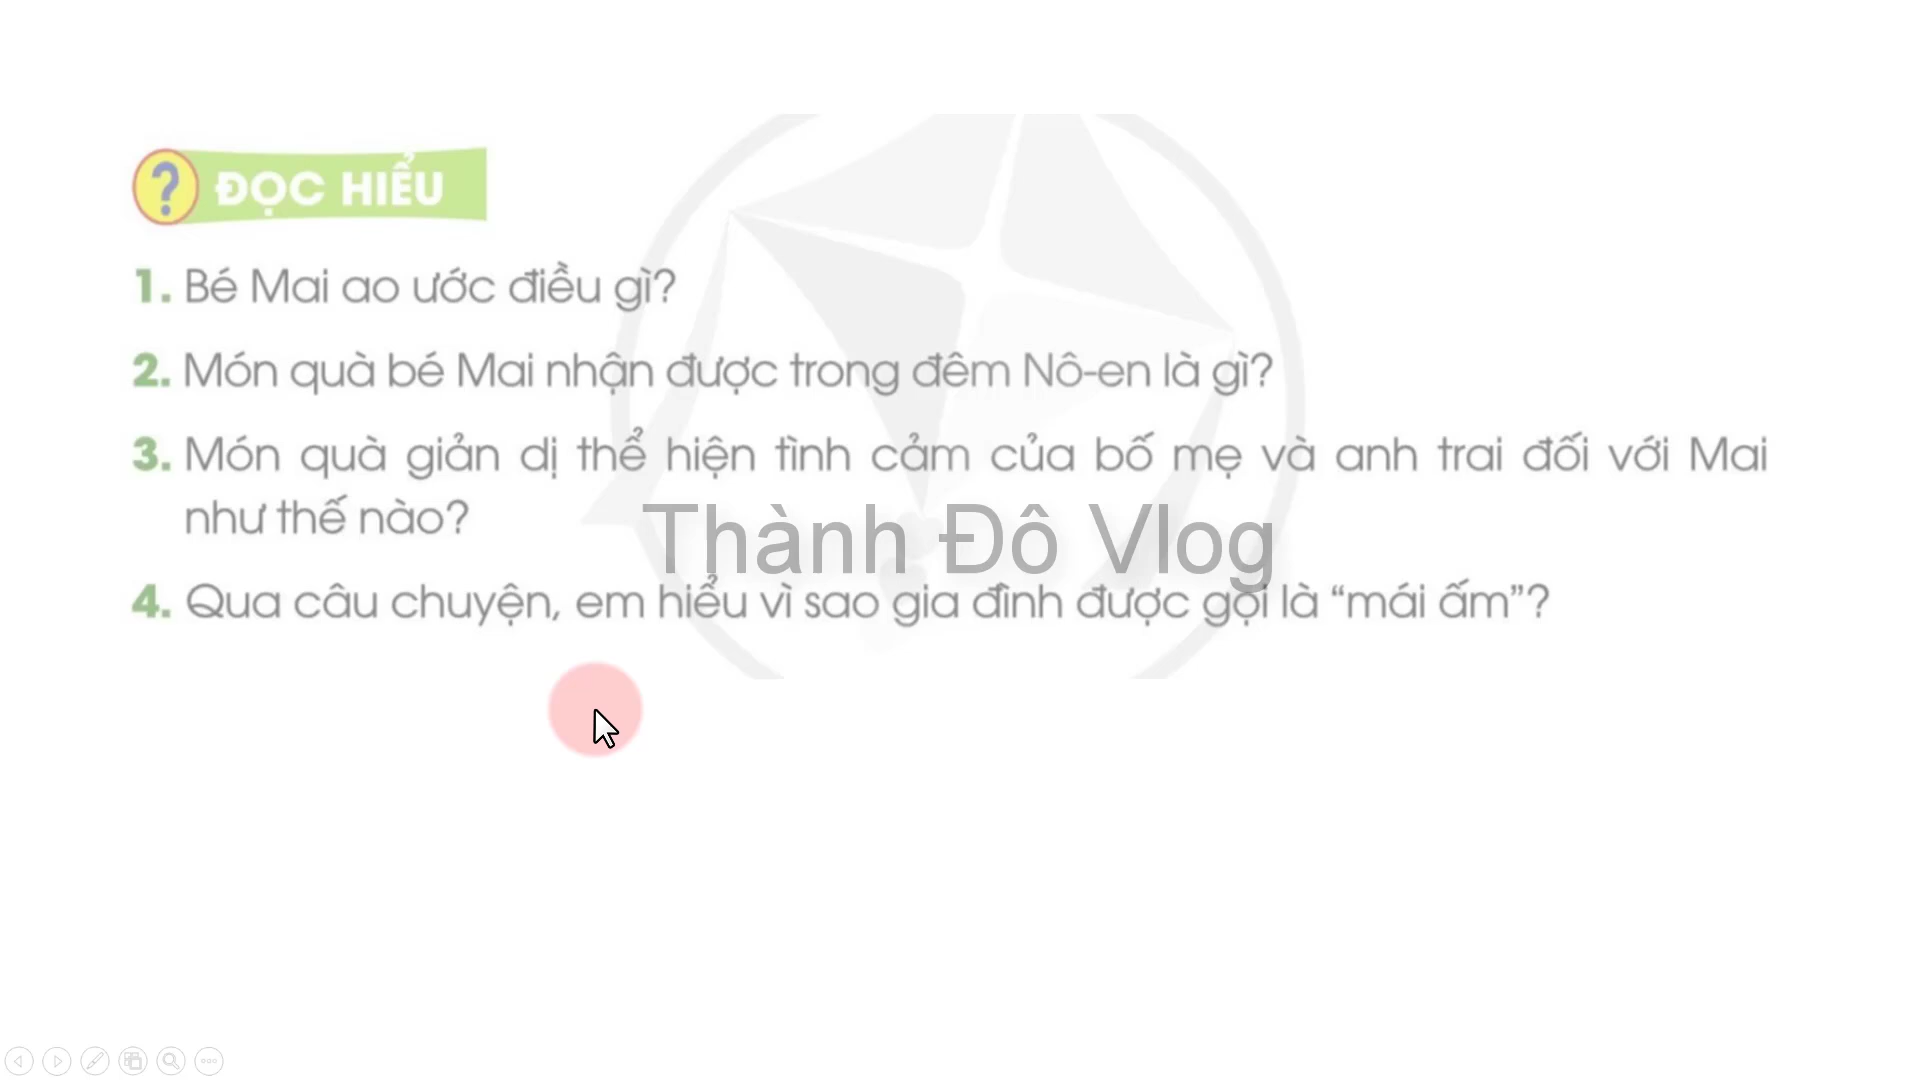 ? ĐỌC HIỂU
1. Bé Mai ao ước điều gì?
2. Món quà bé Mai nhận được trong đêm Nô-en là gì?
3. Món quà giản dị thể hiện tình cảm của bố mẹ và anh trai đối với Mai
như thế nào?
Thành Đô Vlog
4. Qua câu chuyện, em hiểu vì sao gia đình được gọi là “mái ấm”?